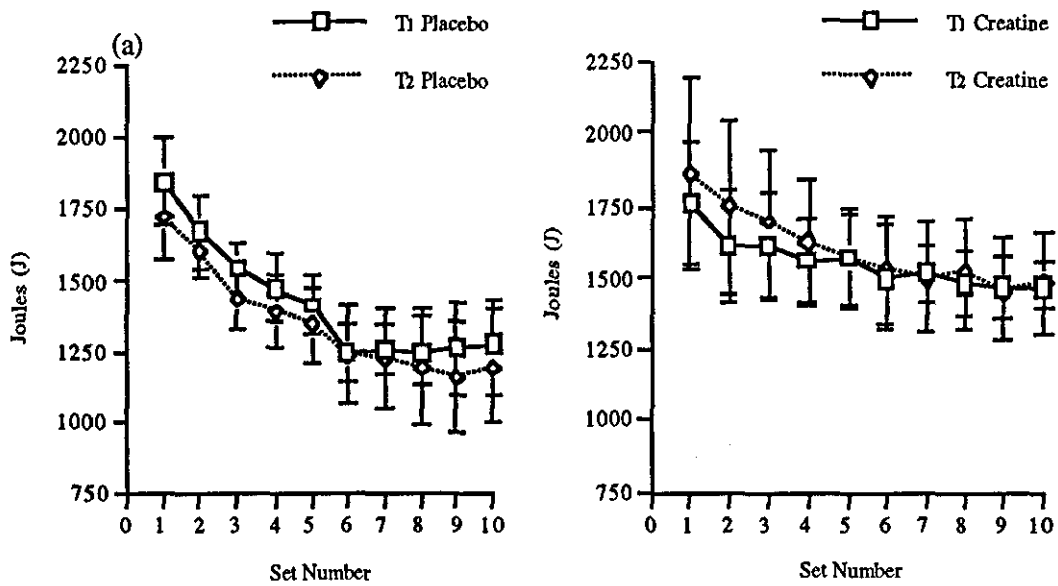 (a)
T1 Placebo
T2 Placebo
2250
2000
1750
1500
1250
1000
750
Joules (J)
0 1 2 3 4 5 6 7 8 9 10
Set Number
T1 Creatine
T2 Creatine
2250
2000
1750
1500
1250
1000
750
Joules (J)
0 1 2 3 4 5 6 7 8 9 10
Set Number